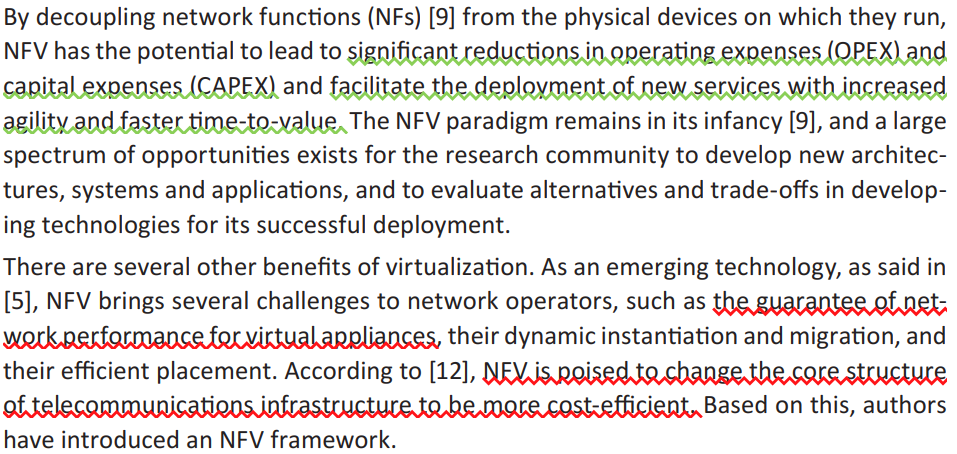 By decoupling network functions (NFs) [9] from the physical devices on which they run,
NFV has the potential to lead to significant reductions in operating expenses (OPEX) and
capital expenses (CAPEX) and facilitate the deployment of new services with increased
agility and faster time-to-value. The NFV paradigm remains in its infancy [9], and a large
spectrum of opportunities exists for the research community to develop new architec-
tures, systems and applications, and to evaluate alternatives and trade-offs in develop-
ing technologies for its successful deployment.
There are several other benefits of virtualization. As an emerging technology, as said in
[5], NFV brings several challenges to network operators, such as the guarantee of net-
work performance for virtual appliances, their dynamic instantiation and migration, and
their efficient placement. According to [12], NFV is poised to change the core structure
of telecommunications infrastructure to be more cost-efficient. Based on this, authors
have introduced an NFV framework.